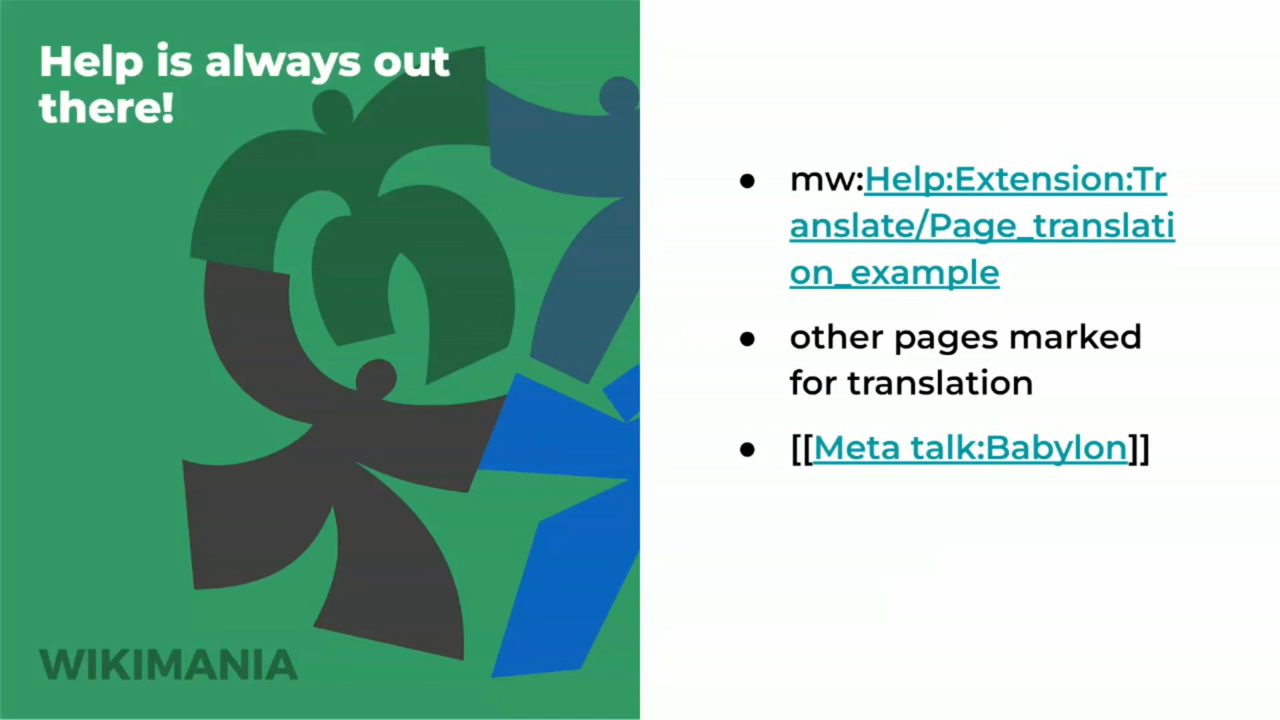 Help is always out
there!
● mw:Help:Extension:Tr
anslate/Page_translati
on_example
● other pages marked
for translation
● [[Meta talk:Babylon]]
WIKIMANIA